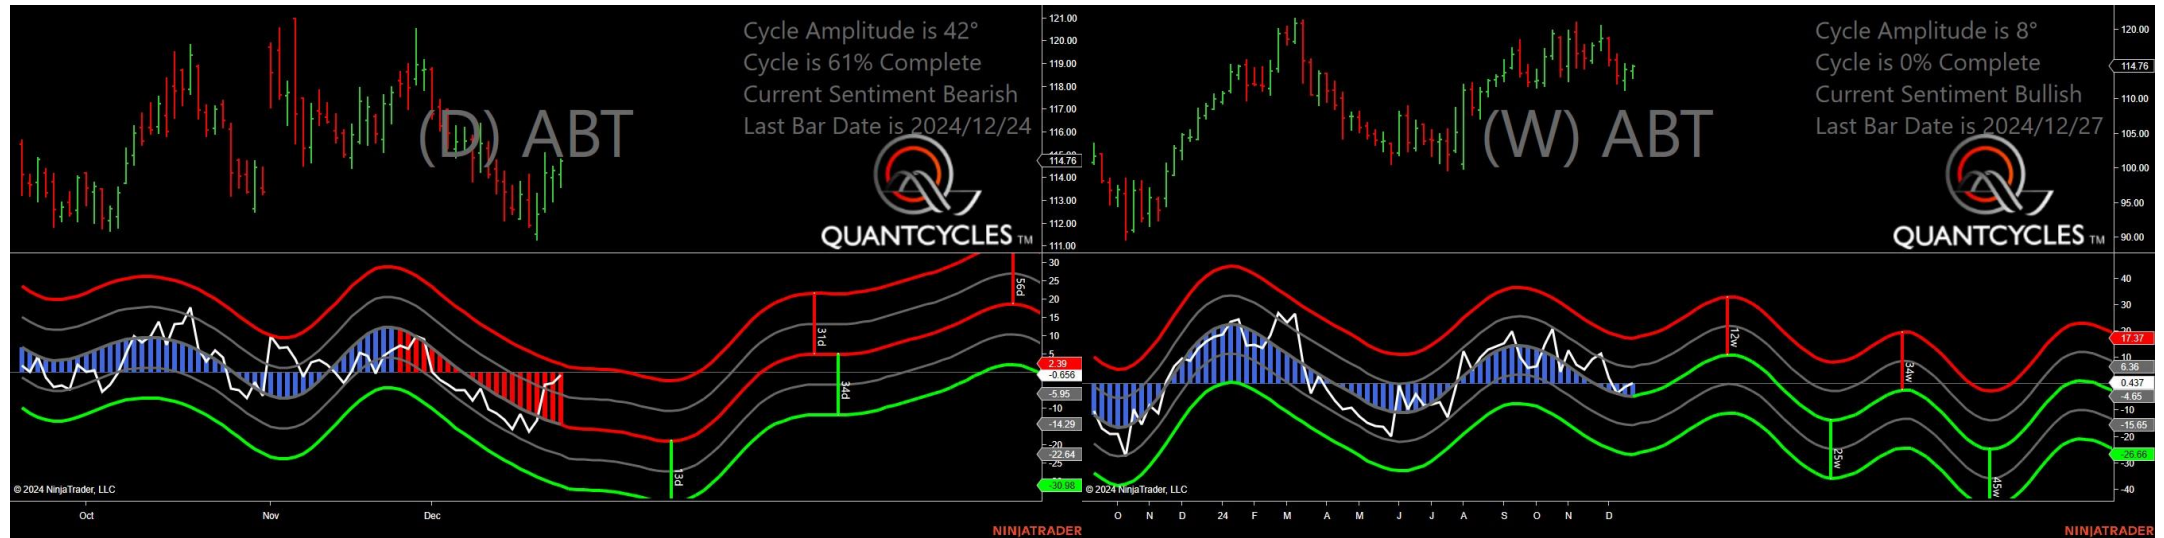 Cycle Amplitude is 42°
Cycle is 61% Complete
Current Sentiment Bearish
Last Bar Date is 2024/12/24
(D) ABT
QUANTCYCLES TM
121.00
120.00
119.00
118.00
117.00
116.00
114.76
114.00
113.00
112.00
111.00
30
25
20
15
10
5
2.39
-0.656
-5.95
-10
-14.29
-20
-22.64
-25
-30.98
56d
31d
34d
13d
© 2024 NinjaTrader, LLC
Oct
Nov
Dec
NINJATRADER
Cycle Amplitude is 8°
Cycle is 0% Complete
Current Sentiment Bullish
Last Bar Date is 2024/12/27
(W) ABT
QUANTCYCLES TM
120.00
114.76
110.00
105.00
100.00
95.00
90.00
40
30
20
17.37
10
6.36
0.437
-4.65
-10
-15.65
-20
-26.66
-30
-40
12w
34w
25w
45w
© 2024 NinjaTrader, LLC
O N D 24 F M A M J J A S O N D
NINJATRADER